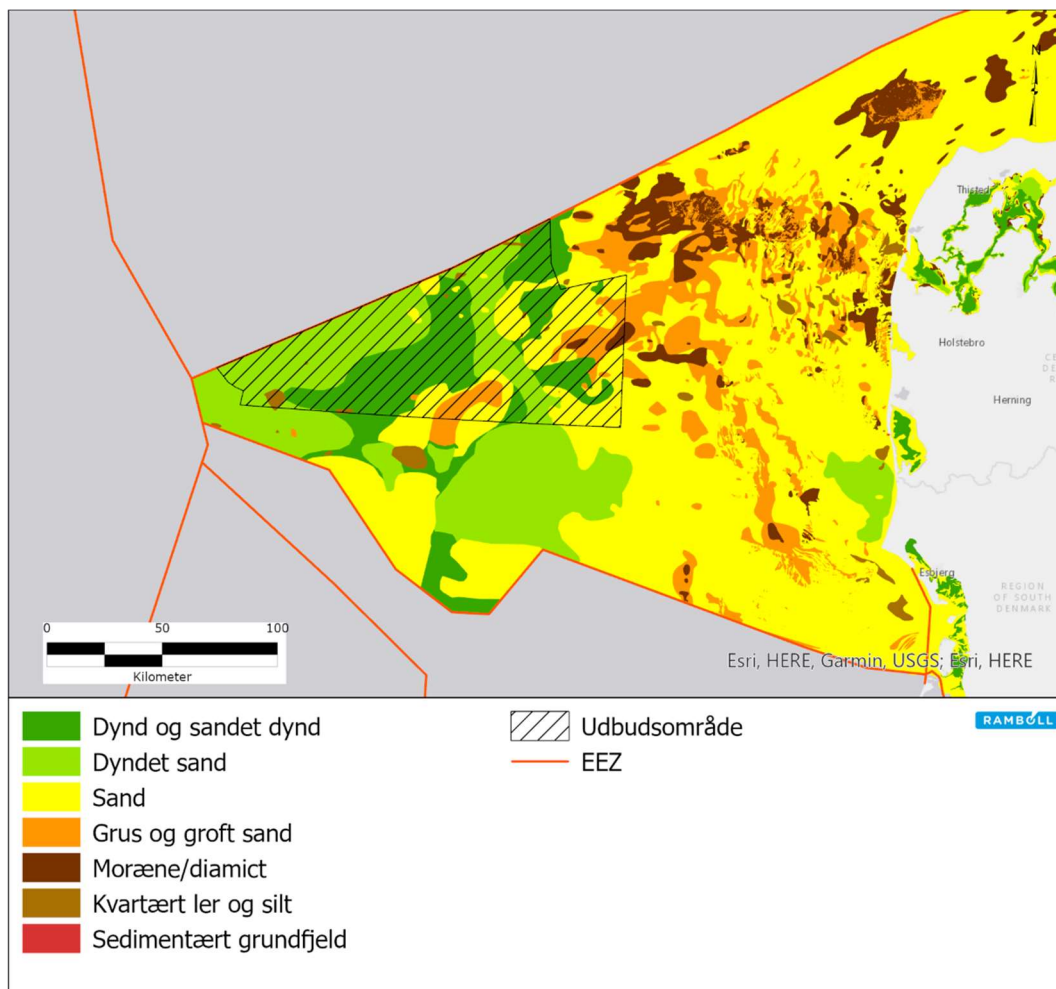 N
Thisted
Holstebro
Herning
Esbjerg
REGION
OF SOUTH
DENMARK
0 50 100
Kilometer
Esri, HERE, Garmin, USGS; Esri, HERE
RAMBOLL
Dynd og sandet dynd
Dyndet sand
Sand
Grus og groft sand
Moræne/diamict
Kvartært ler og silt
Sedimentært grundfjeld
Udbudsområde
EEZ